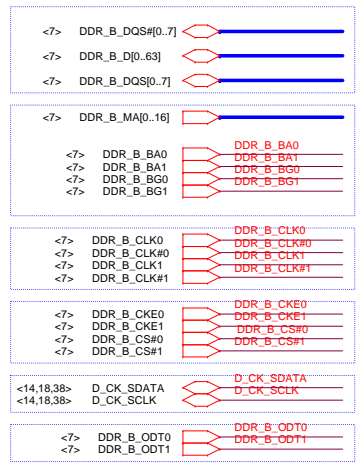 <7> DDR_B_DQS#[0..7]
<7> DDR_B_D[0..63]
<7> DDR_B_DQS[0..7]
<7> DDR_B_MA[0..16]
<7> DDR_B_BA0 DDR_B_BA0
<7> DDR_B_BA1 DDR_B_BA1
<7> DDR_B_BG0 DDR_B_BG0
<7> DDR_B_BG1 DDR_B_BG1
<7> DDR_B_CLK0 DDR_B_CLK0
<7> DDR_B_CLK#0 DDR_B_CLK#0
<7> DDR_B_CLK1 DDR_B_CLK1
<7> DDR_B_CLK#1 DDR_B_CLK#1
<7> DDR_B_CKE0 DDR_B_CKE0
<7> DDR_B_CKE1 DDR_B_CKE1
<7> DDR_B_CS#0 DDR_B_CS#0
<7> DDR_B_CS#1 DDR_B_CS#1
<14,18,38> D_CK_SDATA D_CK_SDATA
<14,18,38> D_CK_SCLK D_CK_SCLK
<7> DDR_B_ODT0 DDR_B_ODT0
<7> DDR_B_ODT1 DDR_B_ODT1